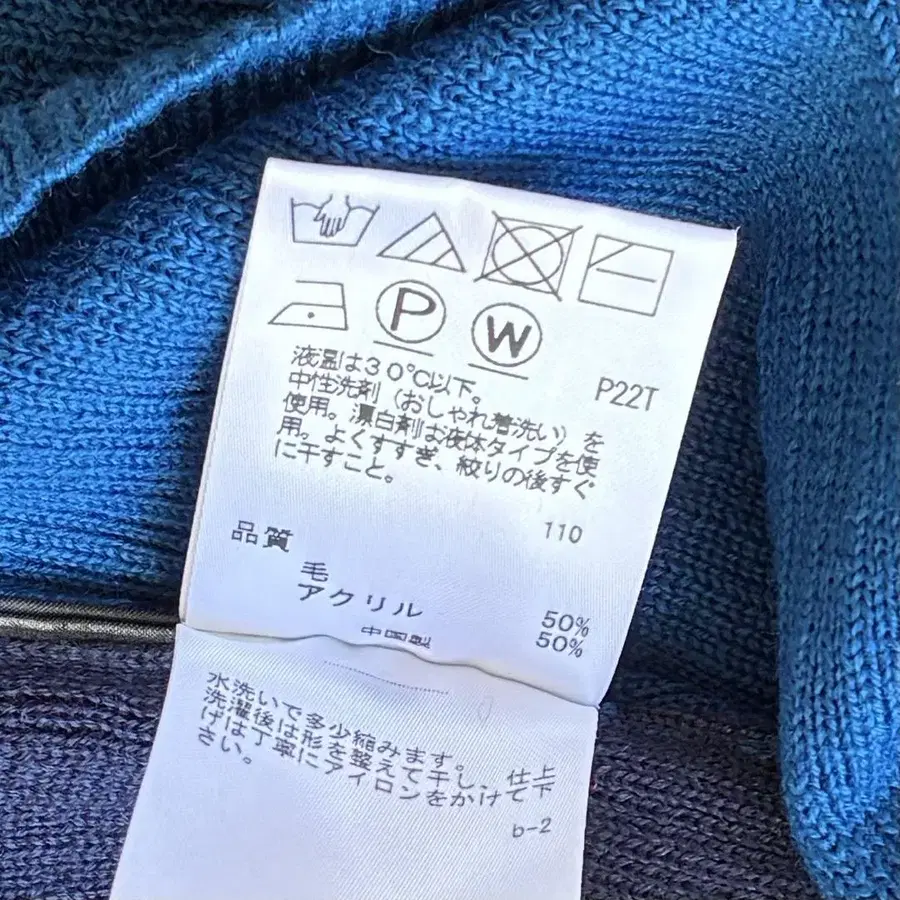 P
W
P22T
液温は30℃以下。
中性洗剤（おしゃれ着洗い）を
使用。漂白剤は液体タイプを使
用。よくすすぎ、絞りの後すぐ
に干すこと。
110
品質
毛 50%
アクリル 50%
中国製
水洗いで多少縮みます。
洗濯後は形を整えて干し、仕上
げは丁寧にアイロンをかけて下
さい。
b-2